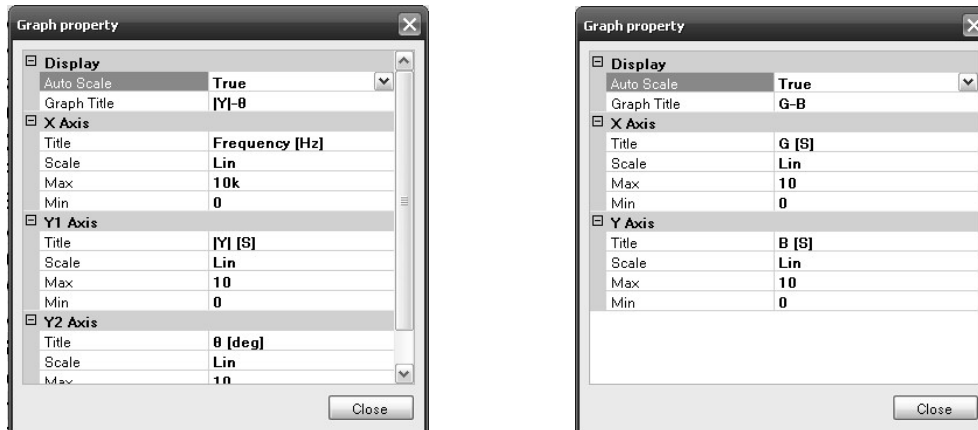 Graph property
Display
Auto Scale True
Graph Title |Y|-θ
X Axis
Title Frequency [Hz]
Scale Lin
Max 10k
Min 0
Y1 Axis
Title |Y| [S]
Scale Lin
Max 10
Min 0
Y2 Axis
Title θ [deg]
Scale Lin
Max 10
Close
Graph property
Display
Auto Scale True
Graph Title G-B
X Axis
Title G [S]
Scale Lin
Max 10
Min 0
Y Axis
Title B [S]
Scale Lin
Max 10
Min 0
Close